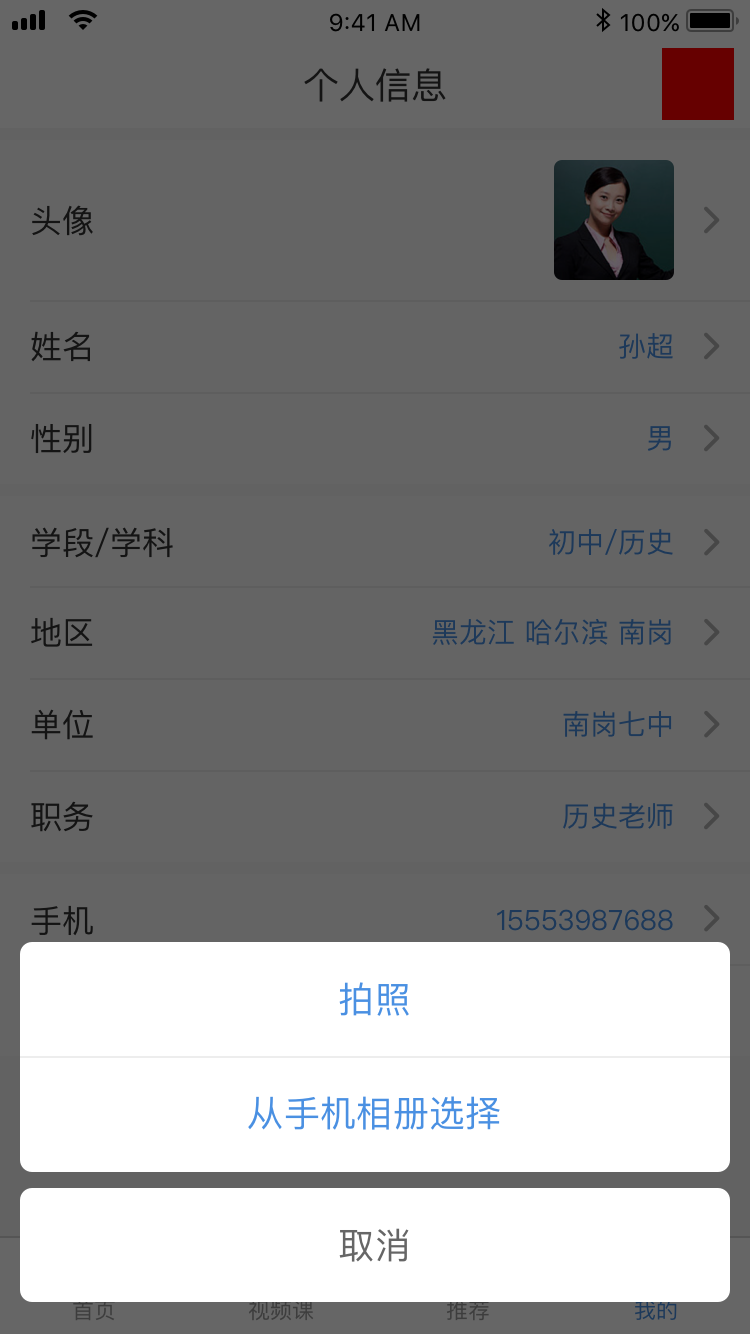 9:41 AM 100%
个人信息
头像
姓名 孙超
性别 男
学段/学科 初中/历史
地区 黑龙江 哈尔滨 南岗
单位 南岗七中
职务 历史老师
手机 15553987688
拍照
从手机相册选择
取消
首页 视频课 推荐 我的